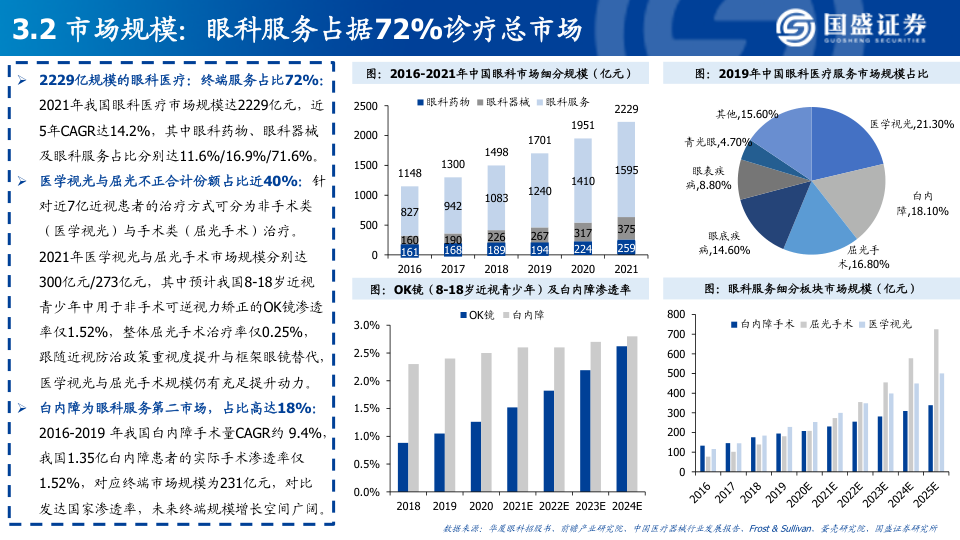 3.2 市场规模：眼科服务占据72%诊疗总市场
国盛证券
GUOSHENG SECURITIES
➢ 2229亿规模的眼科医疗：终端服务占比72%：
2021年我国眼科医疗市场规模达2229亿元，近
5年CAGR达14.2%，其中眼科药物、眼科器械
及眼科服务占比分别达11.6%/16.9%/71.6%。
➢ 医学视光与屈光不正合计份额占比近40%：针
对近7亿近视患者的治疗方式可分为非手术类
（医学视光）与手术类（屈光手术）治疗。
2021年医学视光与屈光手术市场规模分别达
300亿元/273亿元，其中预计我国8-18岁近视
青少年中用于非手术可逆视力矫正的OK镜渗透
率仅1.52%，整体屈光手术治疗率仅0.25%，
跟随近视防治政策重视度提升与框架眼镜替代，
医学视光与屈光手术规模仍有充足提升动力。
➢ 白内障为眼科服务第二市场，占比高达18%：
2016-2019 年我国白内障手术量CAGR约 9.4%，
我国1.35亿白内障患者的实际手术渗透率仅
1.52%，对应终端市场规模为231亿元，对比
发达国家渗透率，未来终端规模增长空间广阔。
图：2016-2021年中国眼科市场细分规模（亿元）
眼科药物 眼科器械 眼科服务
2500
2000
1500
1000
500
0
1148 1300 1498 1701 1951 2229
827 942 1083 1240 1410 1595
160 190 226 267 317 375
161 168 189 194 224 259
2016 2017 2018 2019 2020 2021
图：2019年中国眼科医疗服务市场规模占比
其他,15.60%
医学视光,21.30%
青光眼,4.70%
眼表疾
病,8.80%
白内
障,18.10%
眼底疾
病,14.60%
屈光手
术,16.80%
图：OK镜（8-18岁近视青少年）及白内障渗透率
OK镜 白内障
3.0%
2.5%
2.0%
1.5%
1.0%
0.5%
0.0%
2018 2019 2020 2021E 2022E 2023E 2024E
图：眼科服务细分板块市场规模（亿元）
白内障手术 屈光手术 医学视光
800
700
600
500
400
300
200
100
0
2016 2017 2018 2019 2020E 2021E 2022E 2023E 2024E 2025E
数据来源：华厦眼科招股书，前瞻产业研究院，中国医疗器械行业发展报告，Frost & Sullivan，蛋壳研究院，国盛证券研究所